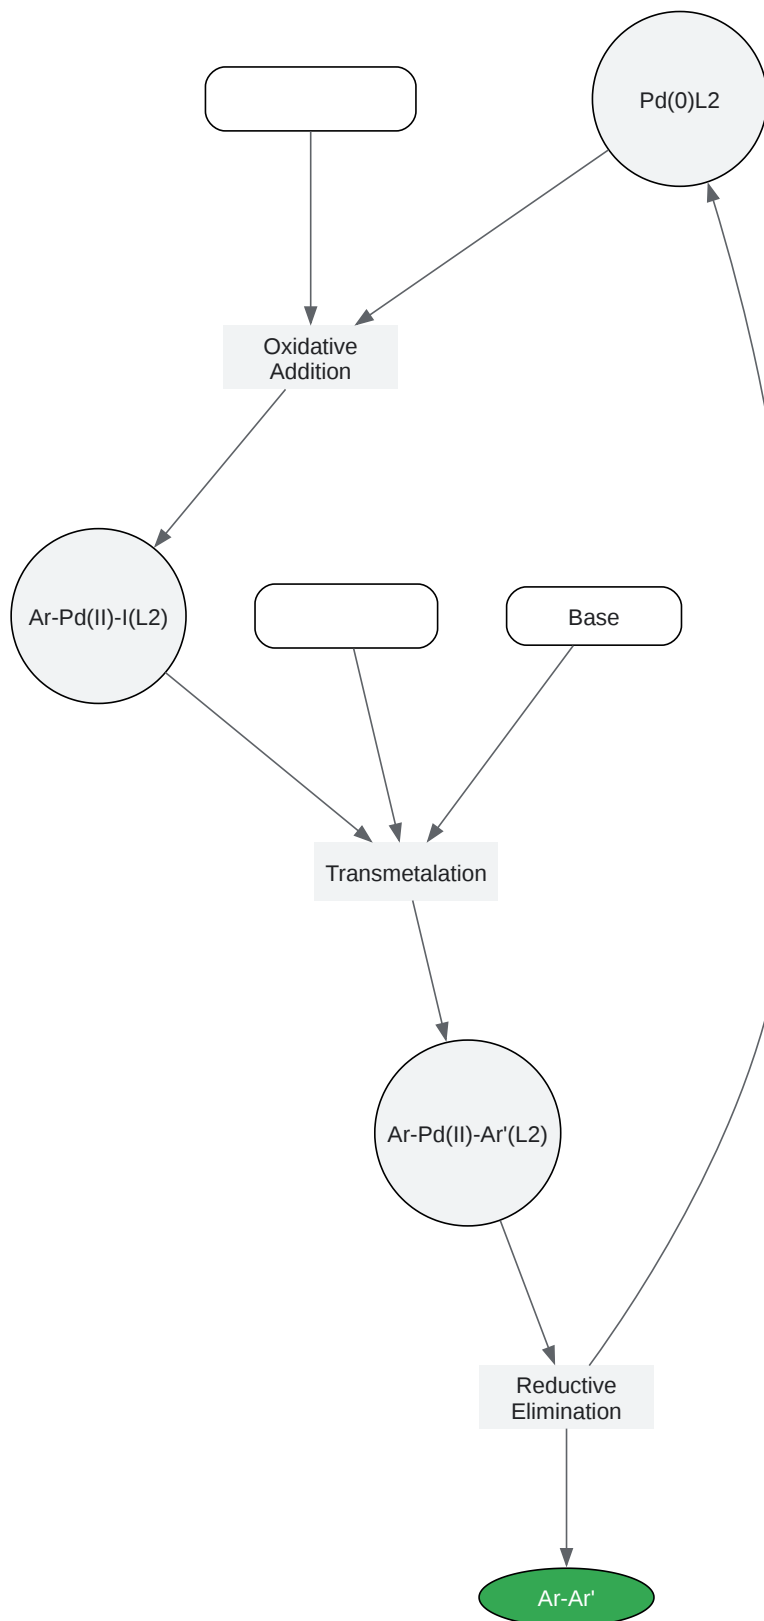 Pd(0)L2
Oxidative
Addition
Ar-Pd(II)-I(L2)
Base
Transmetalation
Ar-Pd(II)-Ar'(L2)
Reductive
Elimination
Ar-Ar'